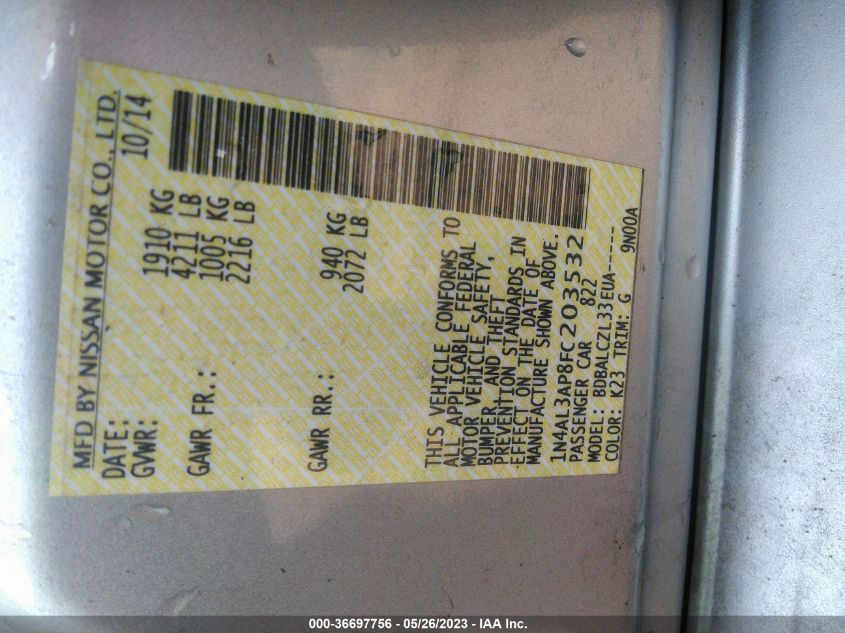 MFD BY NISSAN MOTOR CO., LTD.
DATE: 10/14
GVWR: 1910 KG
4211 LB
GAWR FR.: 1005 KG
2216 LB
GAWR RR.: 940 KG
2072 LB
THIS VEHICLE CONFORMS TO
ALL APPLICABLE FEDERAL
MOTOR VEHICLE SAFETY,
BUMPER AND THEFT
PREVENTION STANDARDS IN
EFFECT ON THE DATE OF
MANUFACTURE SHOWN ABOVE.
1N4AL3AP8FC203532
PASSENGER CAR 822
MODEL: BDBALCZL33EUA-----
COLOR: K23 TRIM: G 9N00A
000-36697756 - 05/26/2023 - IAA Inc.